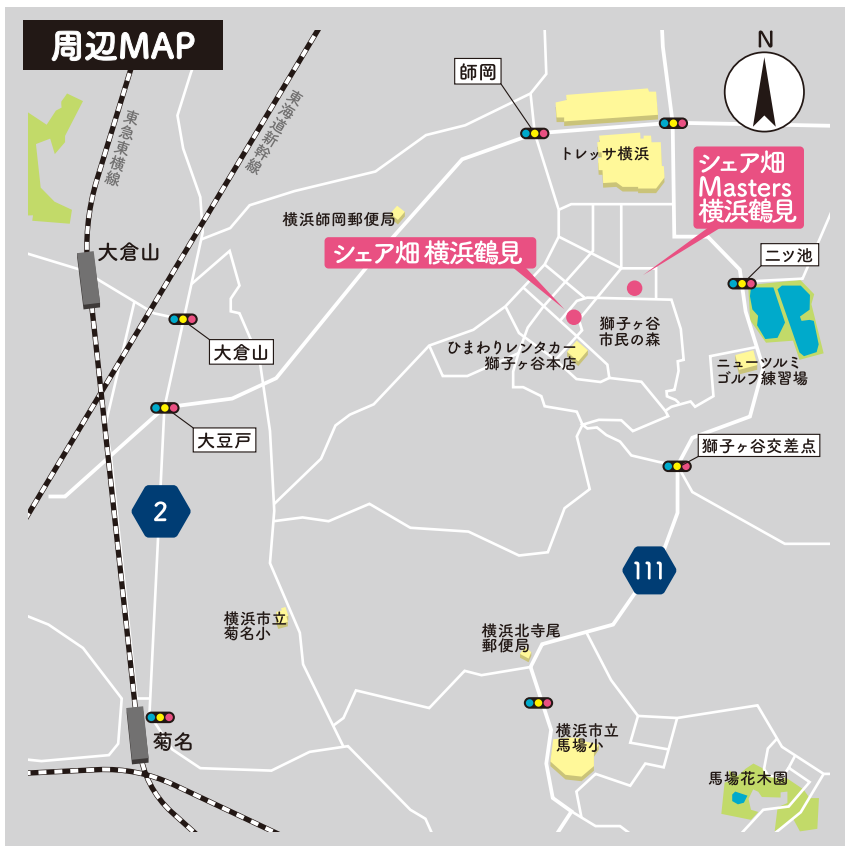 周辺MAP
N
師岡
東急東横線
東海道新幹線
トレッサ横浜
シェア畑
Masters
横浜鶴見
横浜師岡郵便局
シェア畑 横浜鶴見
大倉山
二ツ池
大倉山
獅子ヶ谷
市民の森
ひまわりレンタカー
獅子ヶ谷本店
ニューツルミ
ゴルフ練習場
大豆戸
獅子ヶ谷交差点
2
111
横浜市立
菊名小
横浜北寺尾
郵便局
菊名
横浜市立
馬場小
馬場花木園